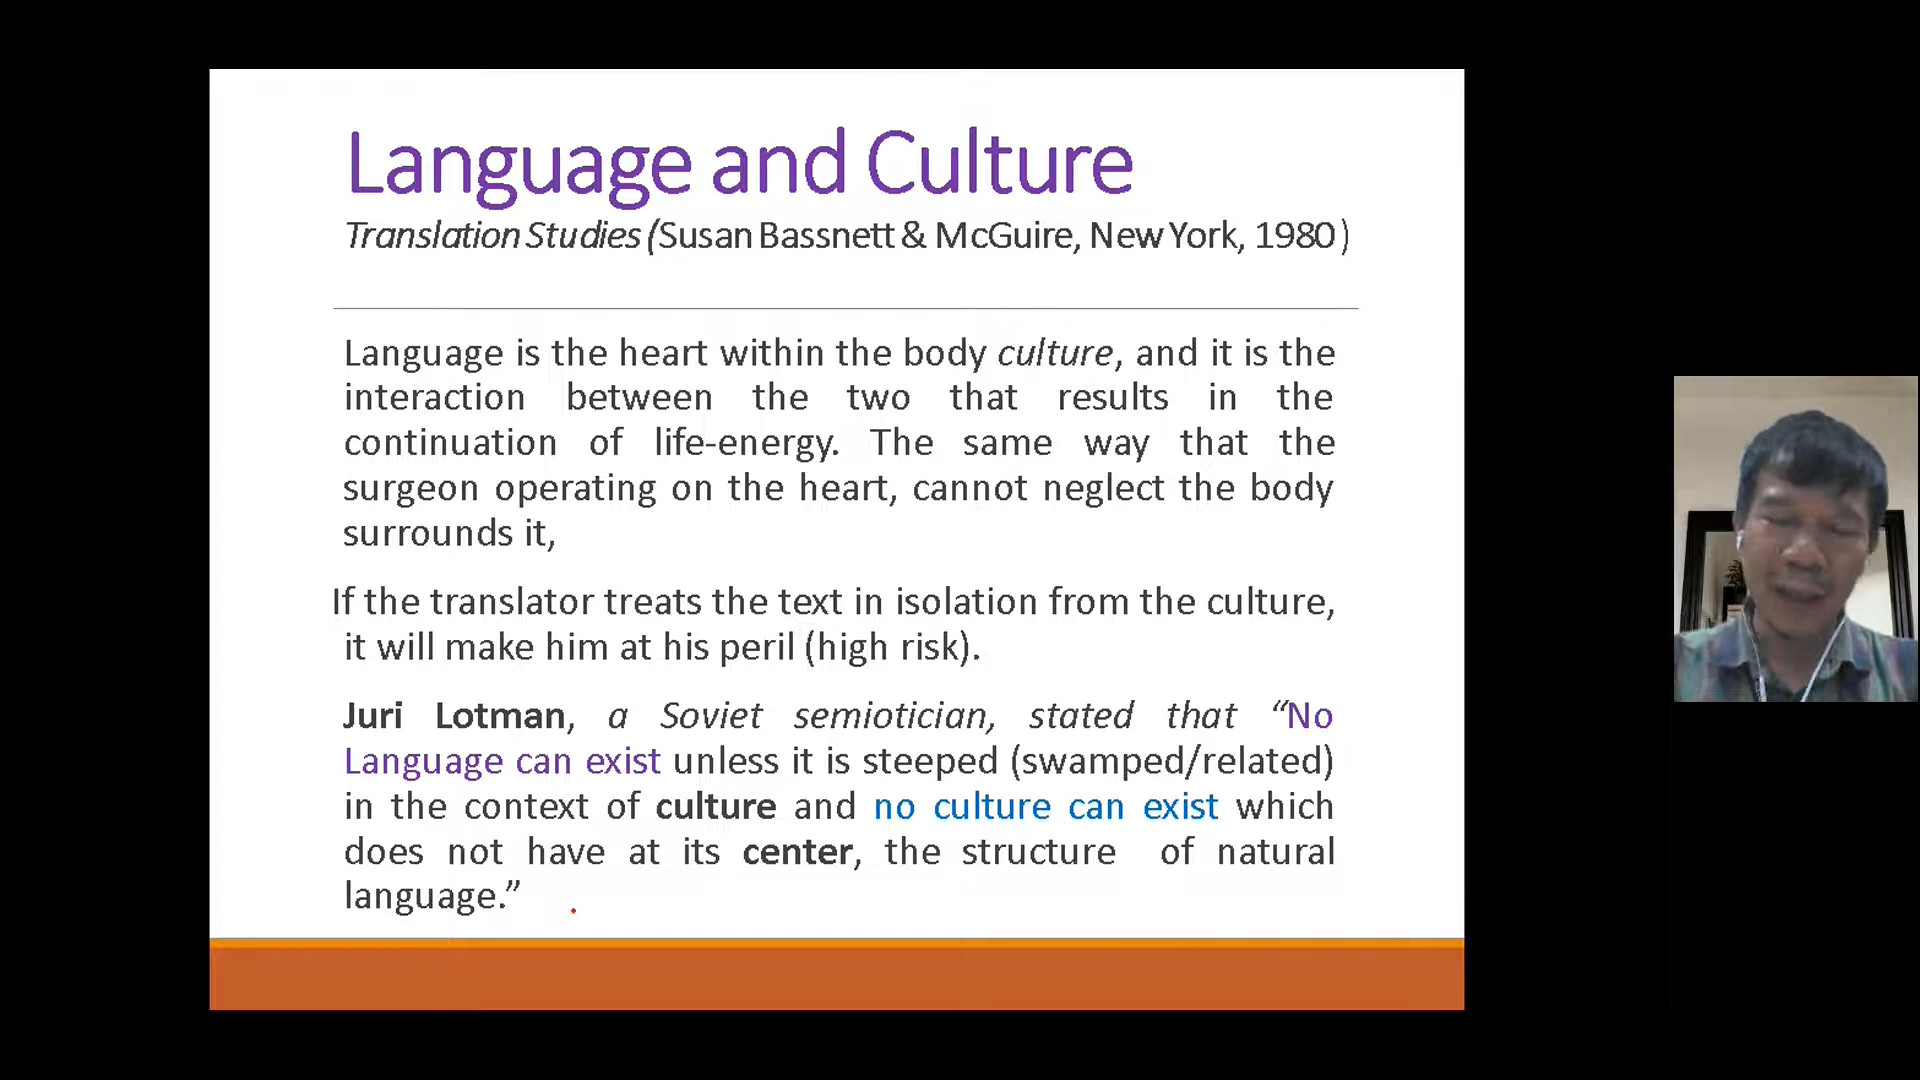 Language and Culture
Translation Studies (Susan Bassnett & McGuire, New York, 1980)
Language is the heart within the body culture, and it is the
interaction between the two that results in the
continuation of life-energy. The same way that the
surgeon operating on the heart, cannot neglect the body
surrounds it,
If the translator treats the text in isolation from the culture,
it will make him at his peril (high risk).
Juri Lotman, a Soviet semiotician, stated that “No
Language can exist unless it is steeped (swamped/related)
in the context of culture and no culture can exist which
does not have at its center, the structure of natural
language.”